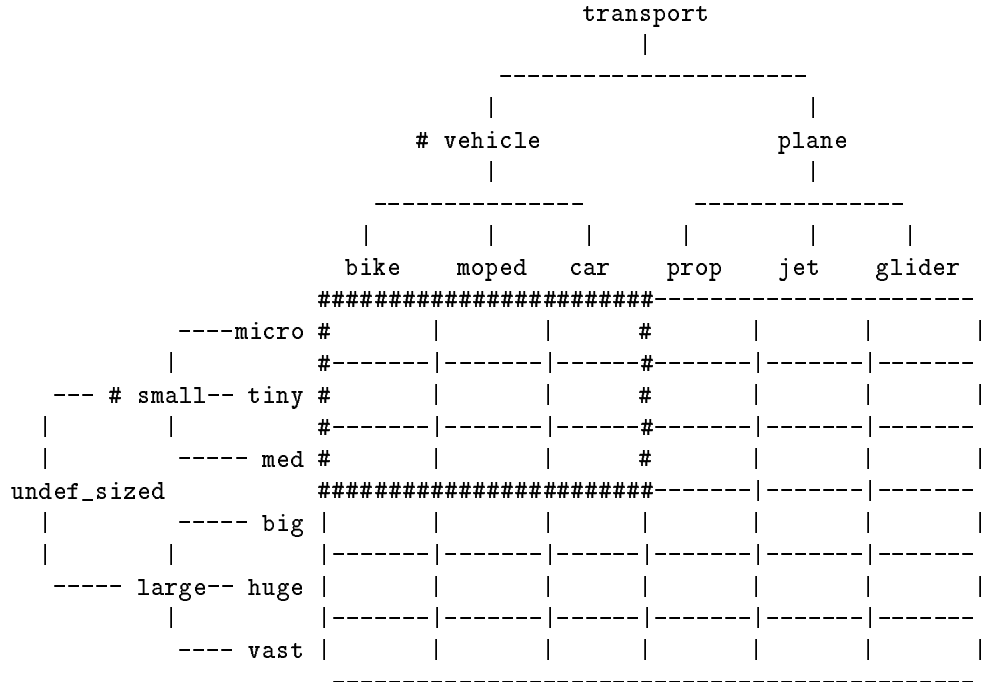 transport
# vehicle plane
bike moped car prop jet glider
micro
# small tiny
med
undef_sized
big
large huge
vast